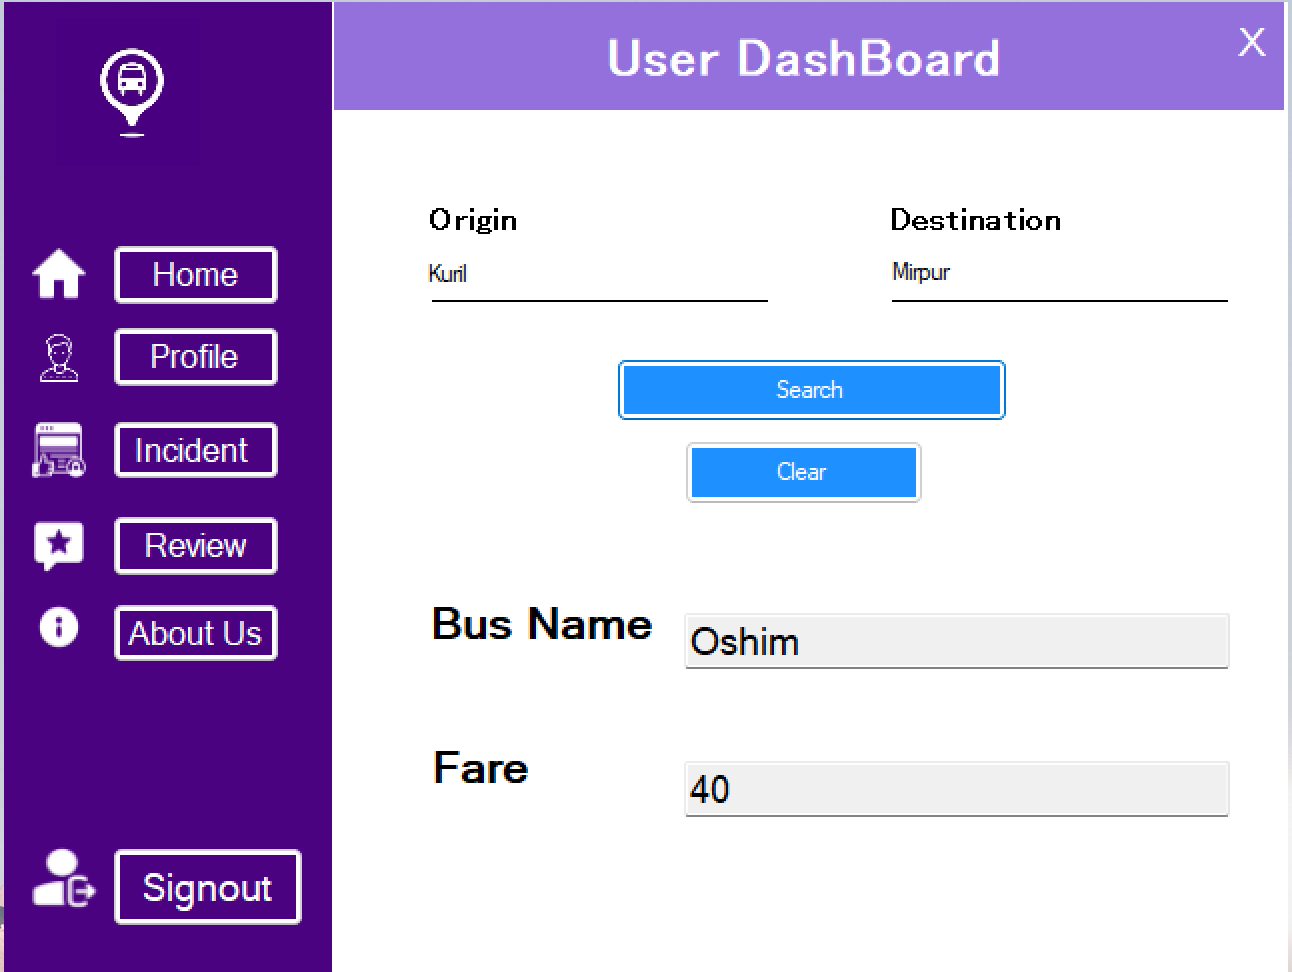 User DashBoard
X
Home
Profile
Incident
Review
About Us
Signout
Origin
Destination
Kuril
Mirpur
Search
Clear
Bus Name
Oshim
Fare
40